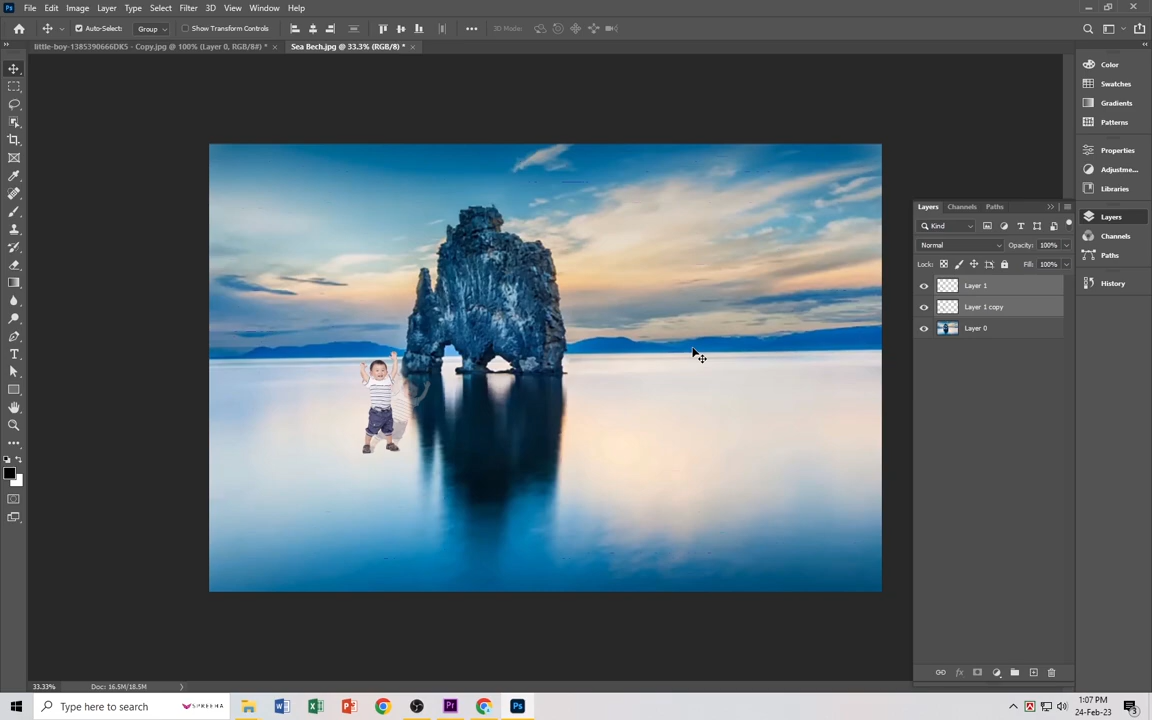 Ps File Edit Image Layer Type Select Filter 3D View Window Help
Auto-Select: Group Show Transform Controls 3D Mode:
little-boy-1385390666DK5 - Copy.jpg @ 100% (Layer 0, RGB/8#) * × Sea Bech.jpg @ 33.3% (RGB/8) * ×
Color
Swatches
Gradients
Patterns
Properties
Adjustme...
Libraries
Layers
Channels
Paths
History
Layers Channels Paths
Kind
Normal Opacity: 100%
Lock: Fill: 100%
Layer 1
Layer 1 copy
Layer 0
33.33% Doc: 16.5M/18.5M
Type here to search
1:07 PM
24-Feb-23
3